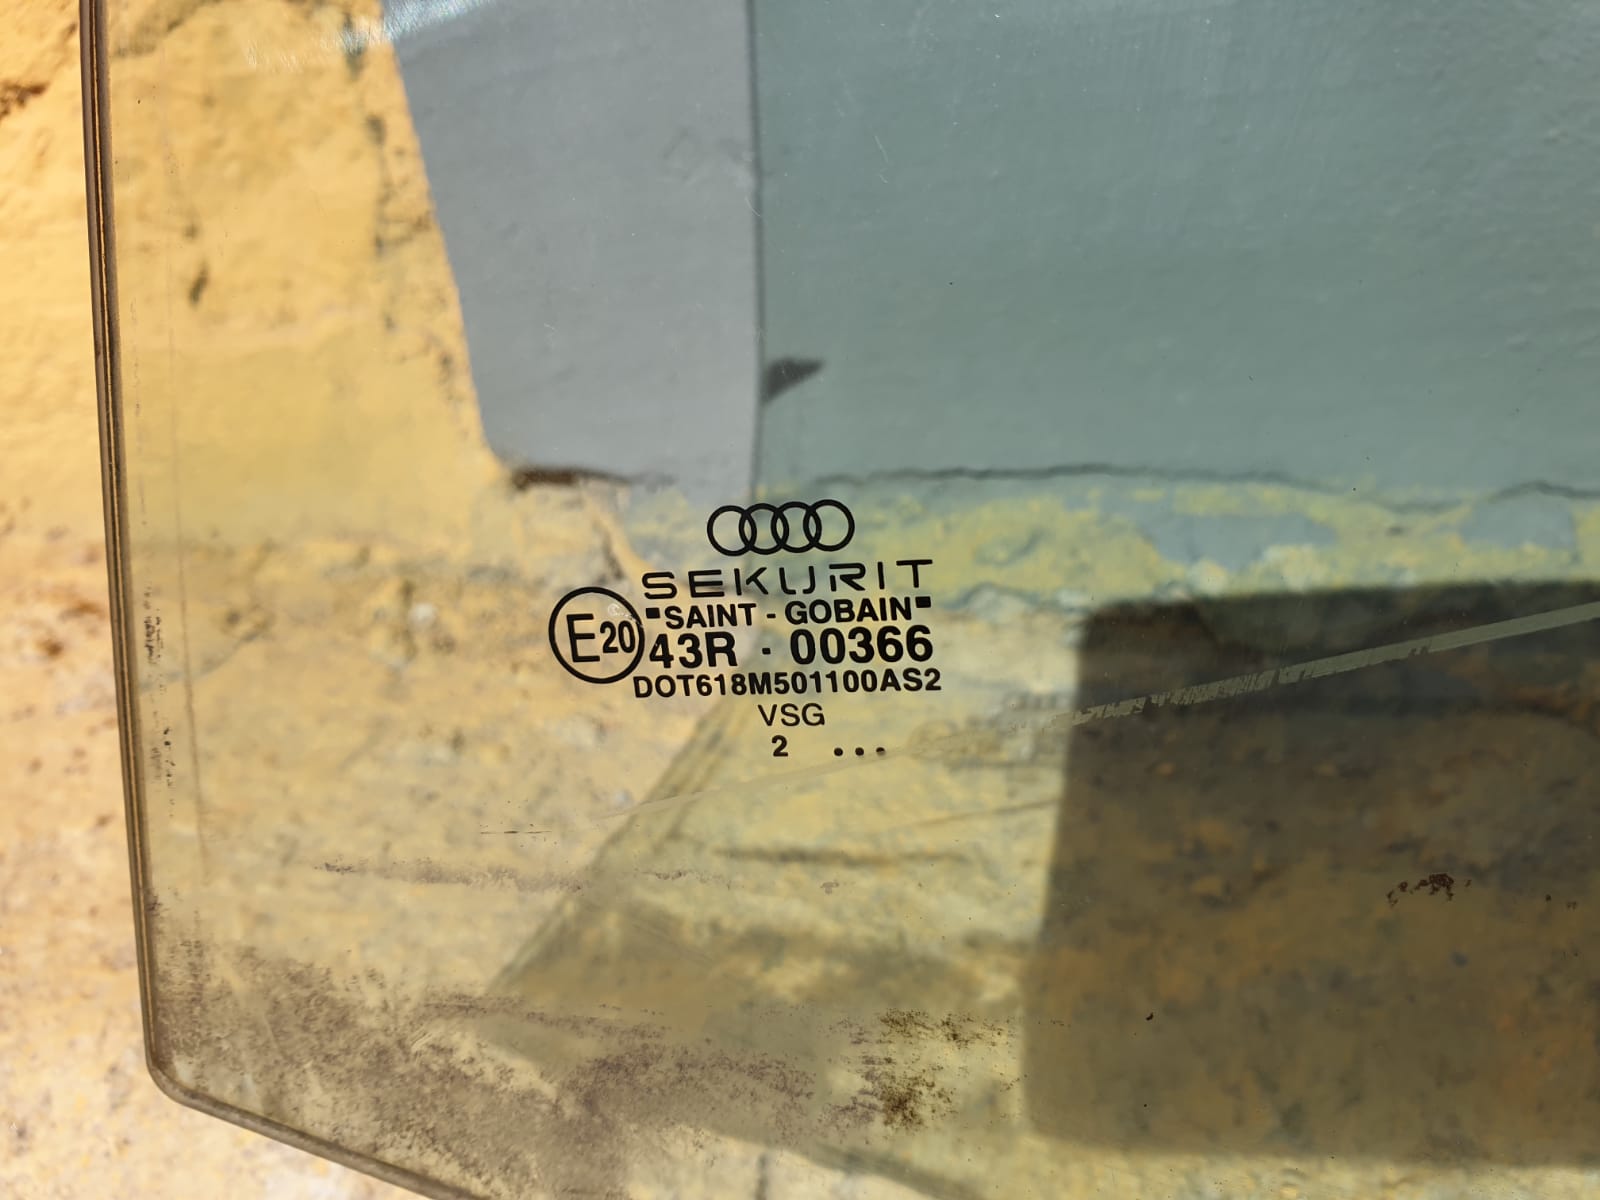 SEKURIT
"SAINT - GOBAIN"
E20 43R · 00366
DOT618M501100AS2
VSG
2 ...